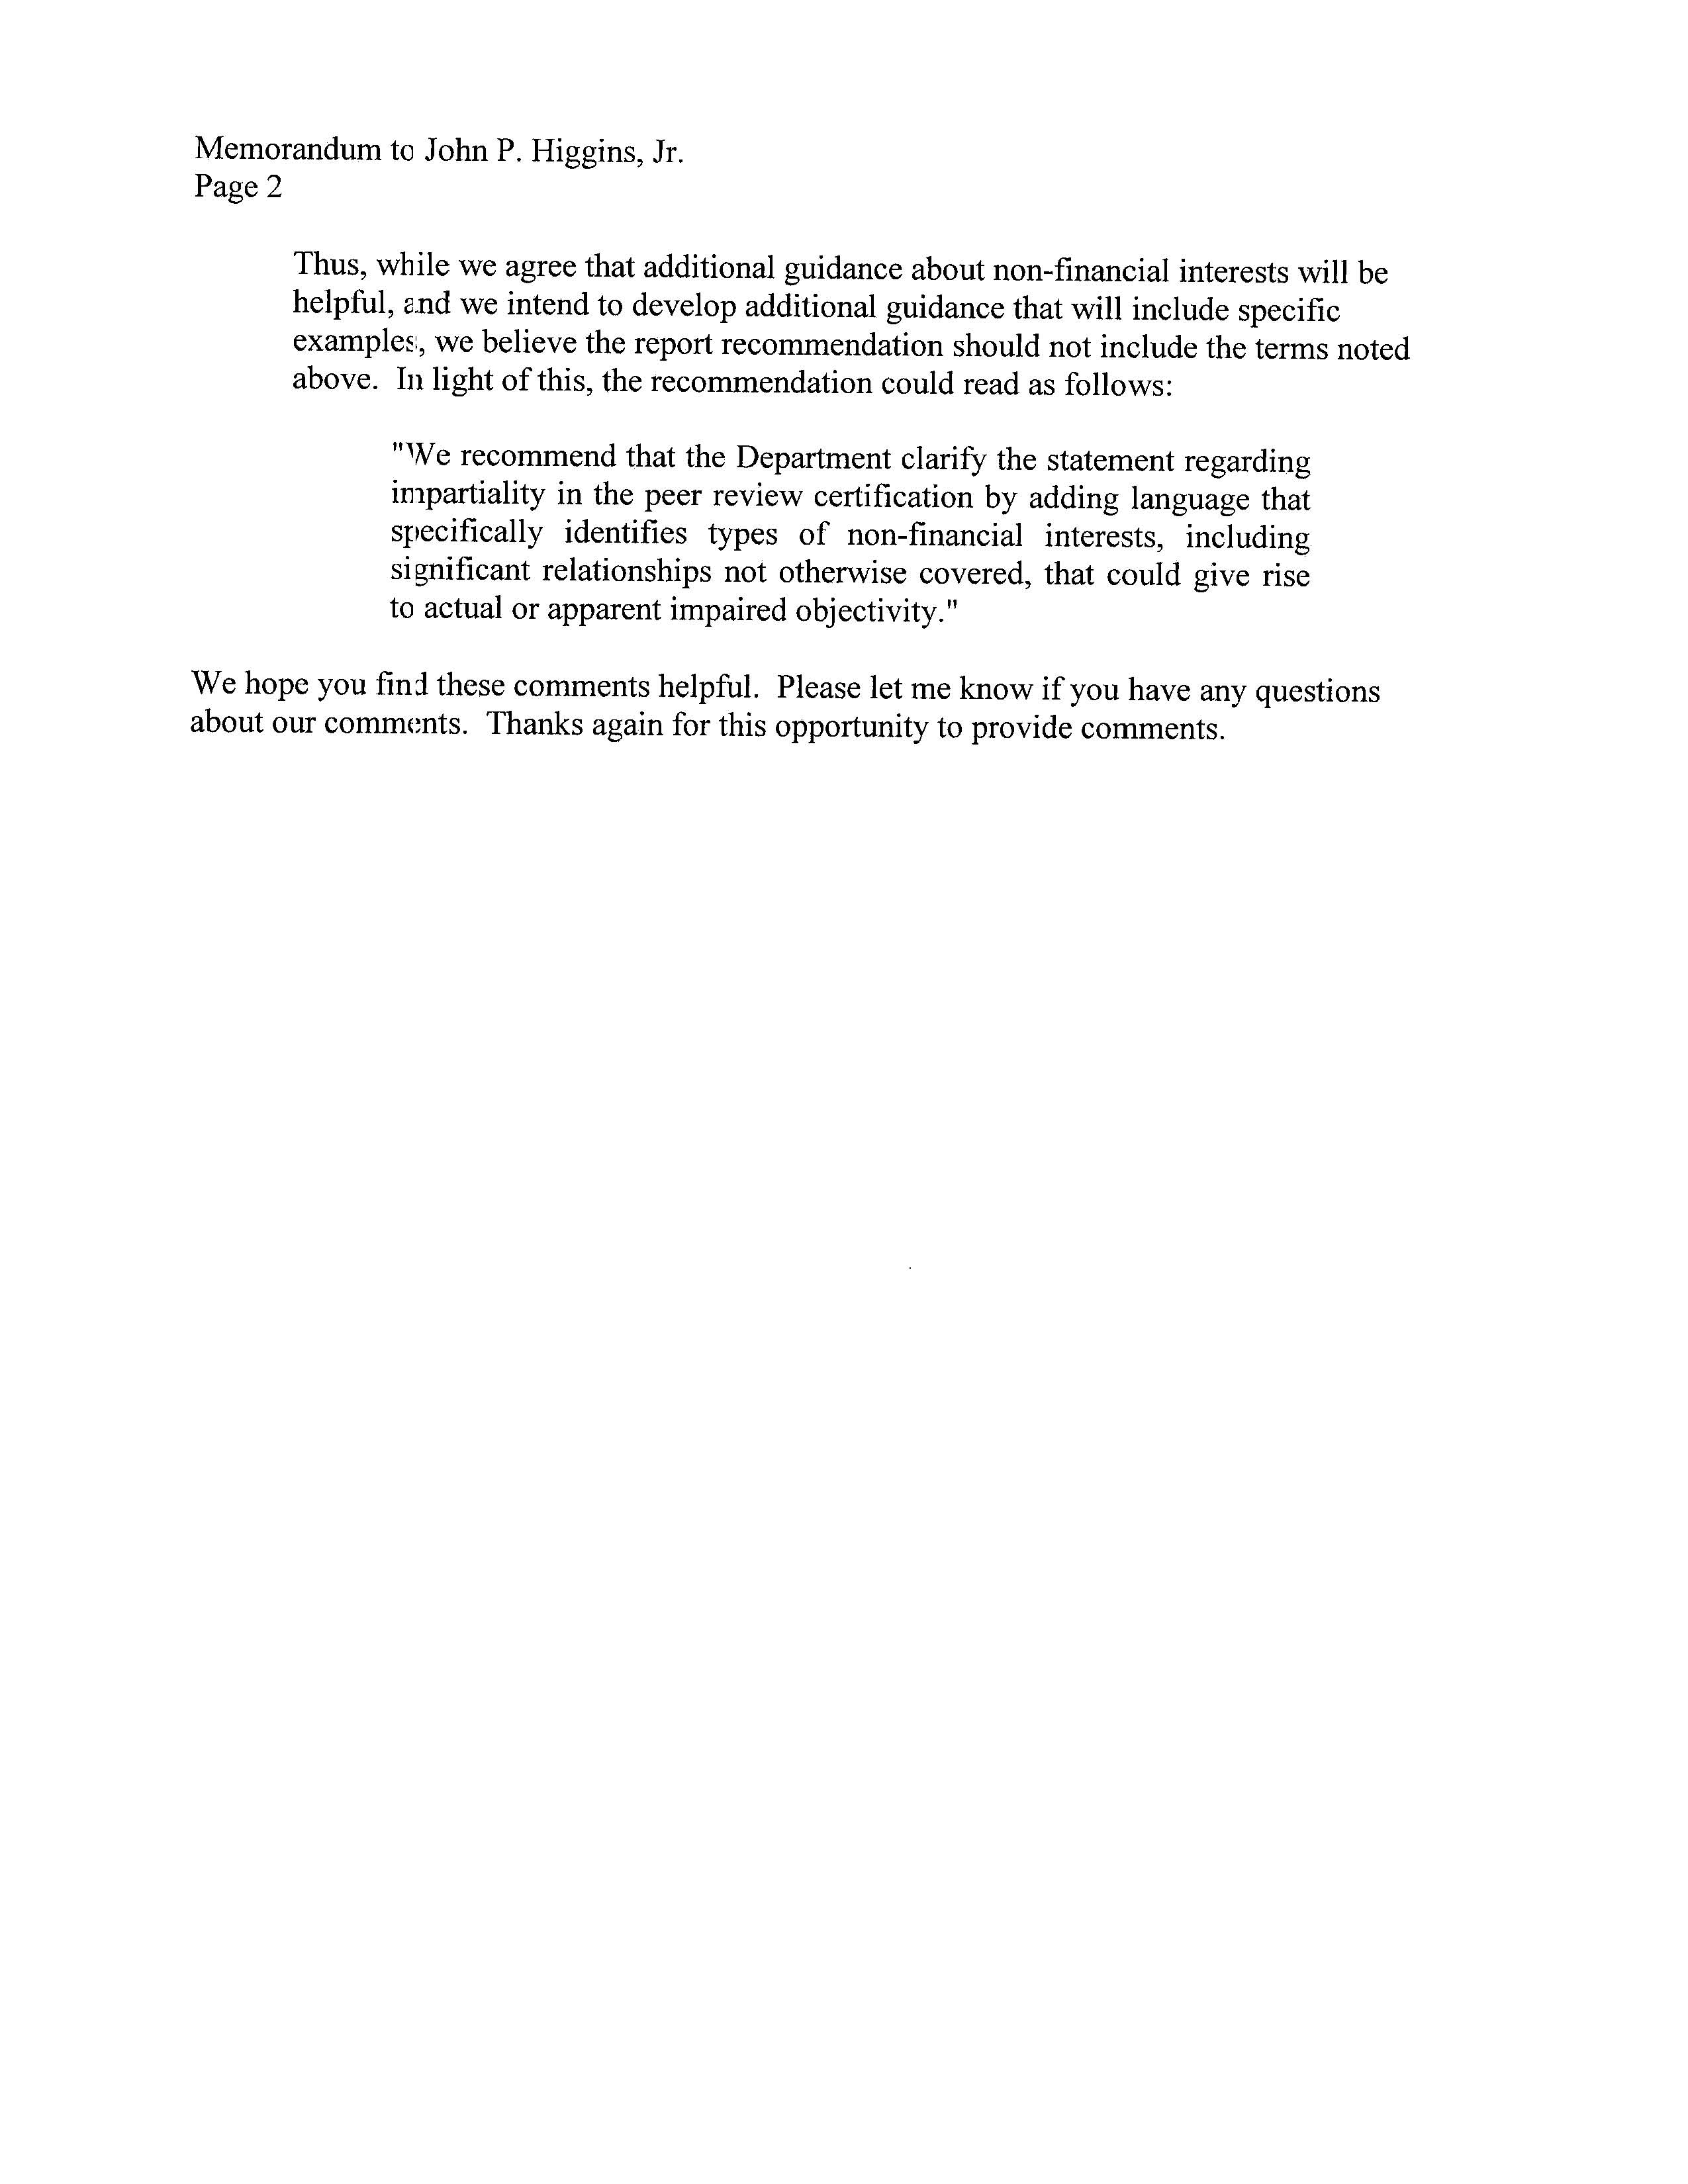 Memorandum to John P. Higgins, Jr.
Page 2
Thus, while we agree that additional guidance about non-financial interests will be
helpful, and we intend to develop additional guidance that will include specific
examples, we believe the report recommendation should not include the terms noted
above. In light of this, the recommendation could read as follows:
"We recommend that the Department clarify the statement regarding
impartiality in the peer review certification by adding language that
specifically identifies types of non-financial interests, including
significant relationships not otherwise covered, that could give rise
to actual or apparent impaired objectivity."
We hope you find these comments helpful. Please let me know if you have any questions
about our comments. Thanks again for this opportunity to provide comments.